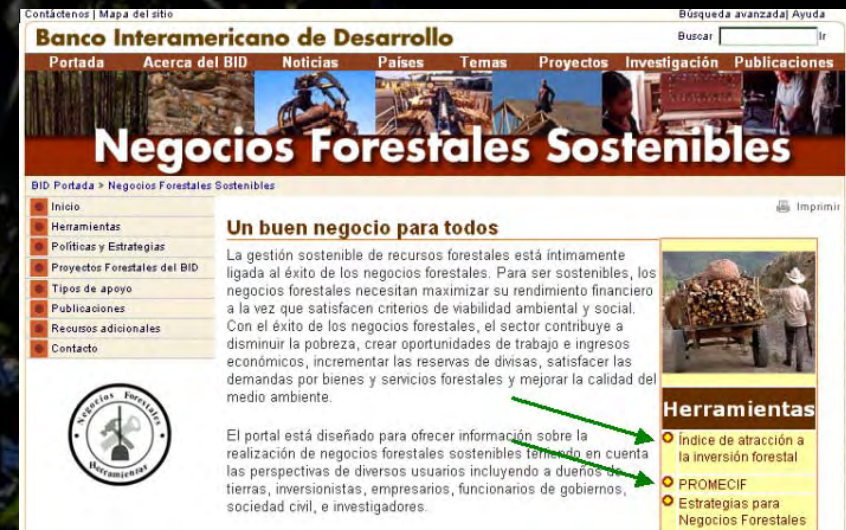 Contáctenos | Mapa del sitio
Búsqueda avanzada| Ayuda
Banco Interamericano de Desarrollo
Buscar Ir
Portada Acerca del BID Noticias Países Temas Proyectos Investigación Publicaciones
Negocios Forestales Sostenibles
BID Portada > Negocios Forestales Sostenibles
Imprimir
Inicio
Herramientas
Políticas y Estrategias
Proyectos Forestales del BID
Tipos de apoyo
Publicaciones
Recursos adicionales
Contacto
Negocios Forestales
Herramientas
Un buen negocio para todos
La gestión sostenible de recursos forestales está íntimamente
ligada al éxito de los negocios forestales. Para ser sostenibles, los
negocios forestales necesitan maximizar su rendimiento financiero
a la vez que satisfacen criterios de viabilidad ambiental y social.
Con el éxito de los negocios forestales, el sector contribuye a
disminuir la pobreza, crear oportunidades de trabajo e ingresos
económicos, incrementar las reservas de divisas, satisfacer las
demandas por bienes y servicios forestales y mejorar la calidad del
medio ambiente.
El portal está diseñado para ofrecer información sobre la
realización de negocios forestales sostenibles teniendo en cuenta
las perspectivas de diversos usuarios incluyendo a dueños de
tierras, inversionistas, empresarios, funcionarios de gobiernos,
sociedad civil, e investigadores.
Herramientas
Índice de atracción a
la inversión forestal
PROMECIF
Estrategias para
Negocios Forestales